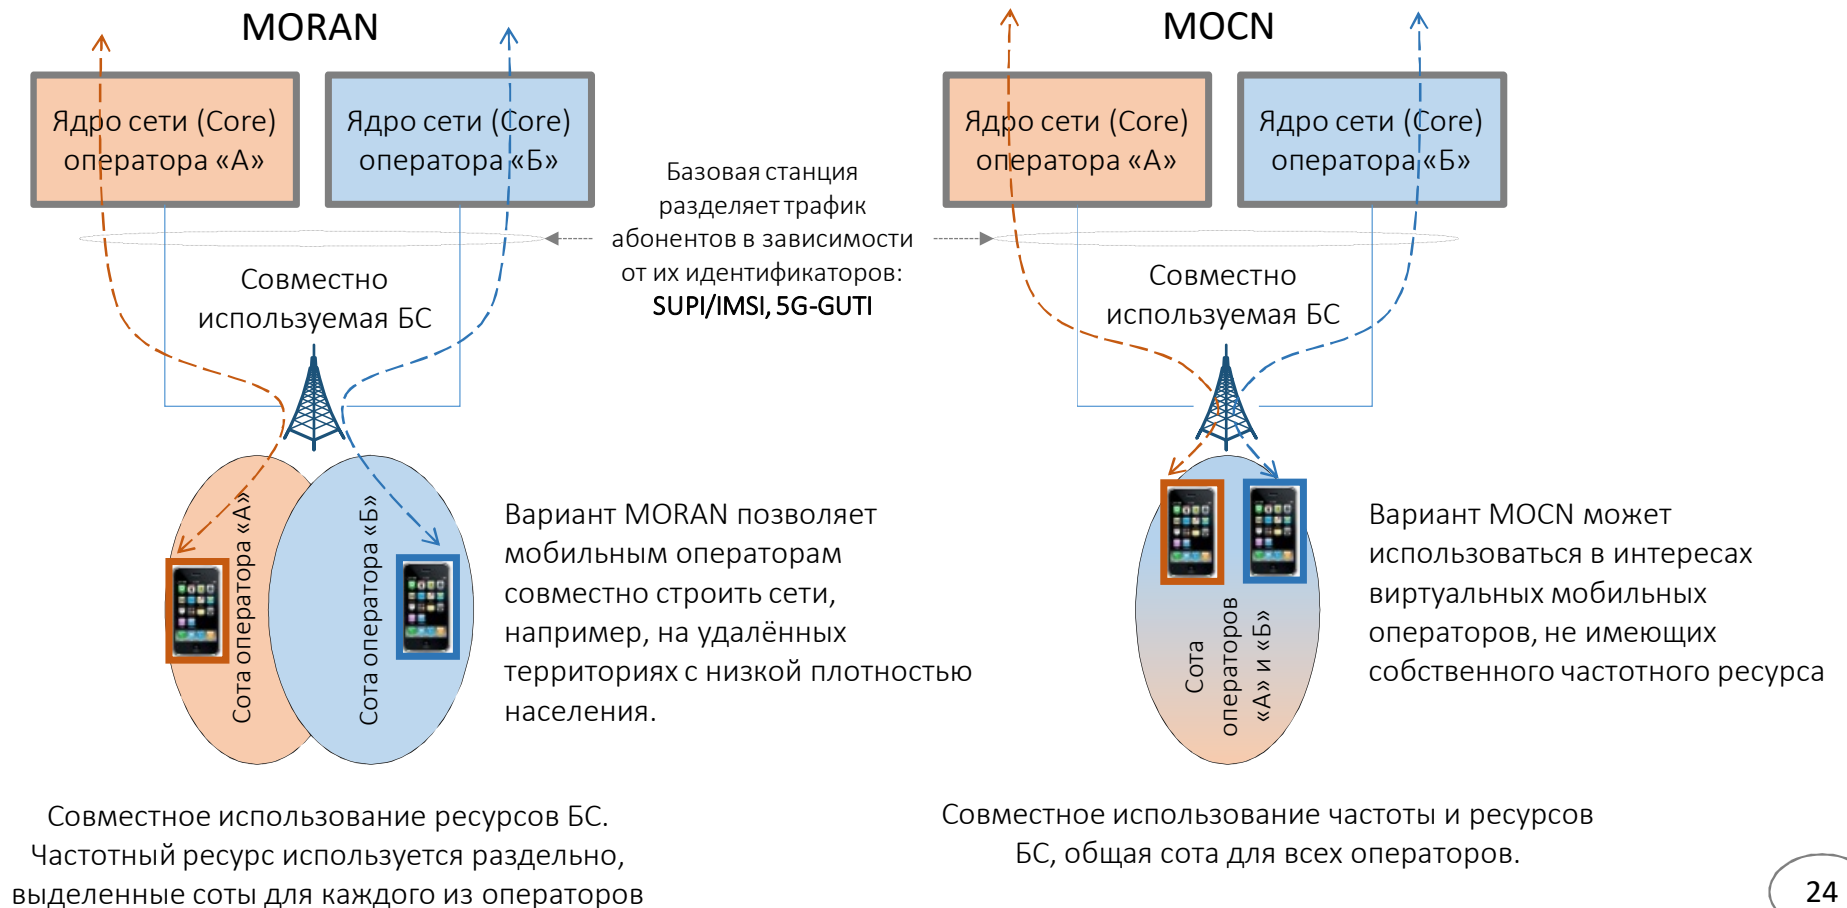 MORAN
Ядро сети (Core)
оператора «А»
Ядро сети (Core)
оператора «Б»
Совместно
используемая БС
Сота оператора «А»
Сота оператора «Б»
Вариант MORAN позволяет
мобильным операторам
совместно строить сети,
например, на удалённых
территориях с низкой плотностью
населения.
Совместное использование ресурсов БС.
Частотный ресурс используется раздельно,
выделенные соты для каждого из операторов
Базовая станция
разделяет трафик
абонентов в зависимости
от их идентификаторов:
SUPI/IMSI, 5G-GUTI
MOCN
Ядро сети (Core)
оператора «А»
Ядро сети (Core)
оператора «Б»
Совместно
используемая БС
Сота
операторов
«А» и «Б»
Вариант MOCN может
использоваться в интересах
виртуальных мобильных
операторов, не имеющих
собственного частотного ресурса
Совместное использование частоты и ресурсов
БС, общая сота для всех операторов.
24